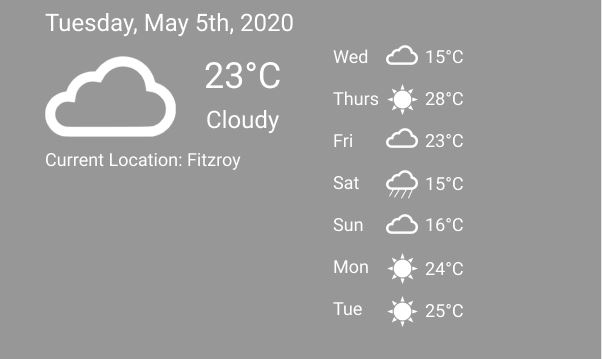 Tuesday, May 5th, 2020
23°C
Cloudy
Current Location: Fitzroy
Wed 15°C
Thurs 28°C
Fri 23°C
Sat 15°C
Sun 16°C
Mon 24°C
Tue 25°C